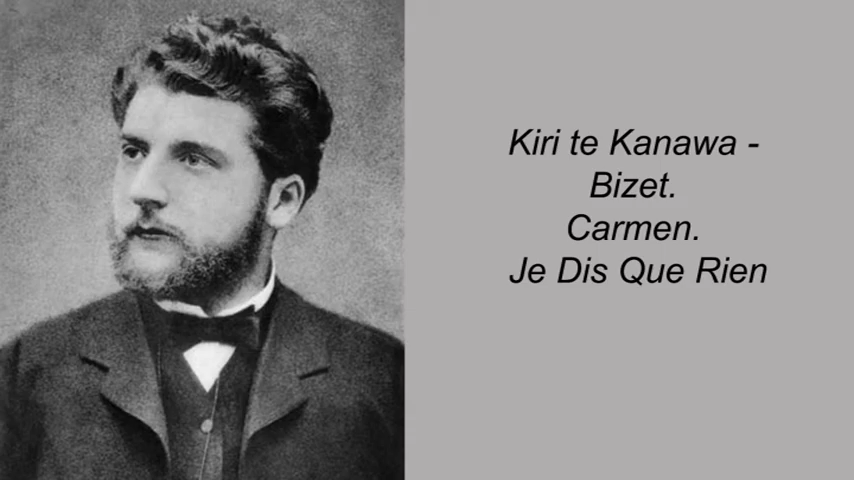 Kiri te Kanawa -
Bizet.
Carmen.
Je Dis Que Rien